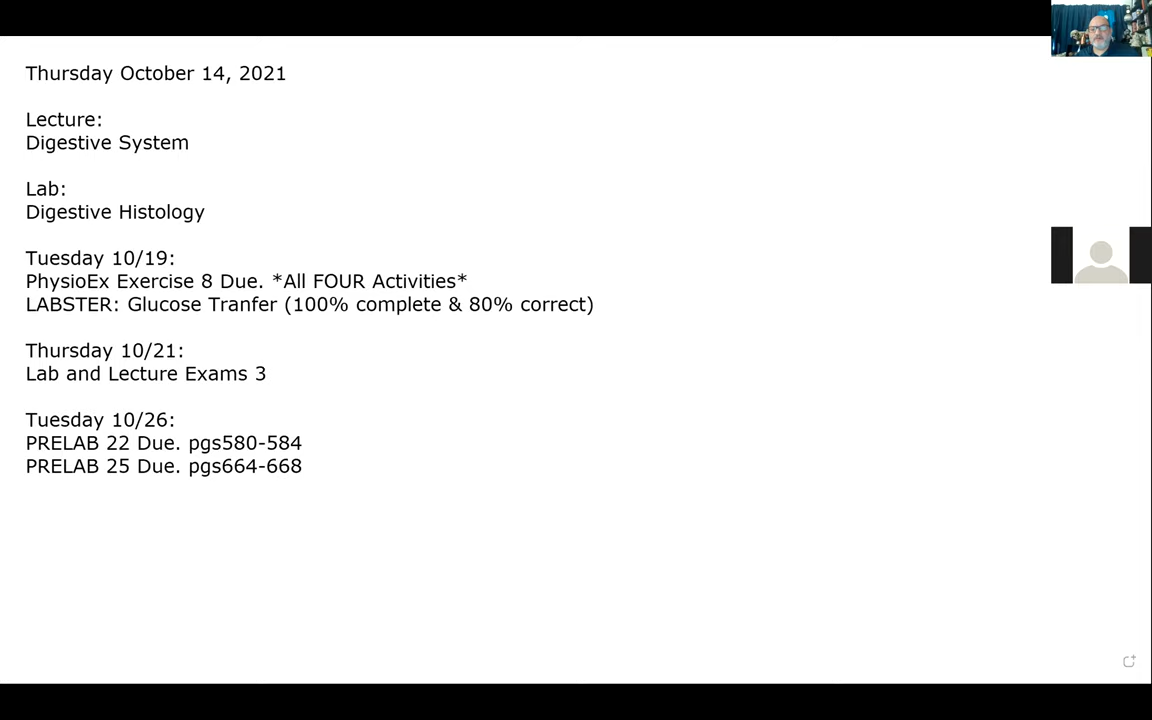 Thursday October 14, 2021
Lecture:
Digestive System
Lab:
Digestive Histology
Tuesday 10/19:
PhysioEx Exercise 8 Due. *All FOUR Activities*
LABSTER: Glucose Tranfer (100% complete & 80% correct)
Thursday 10/21:
Lab and Lecture Exams 3
Tuesday 10/26:
PRELAB 22 Due. pgs580-584
PRELAB 25 Due. pgs664-668